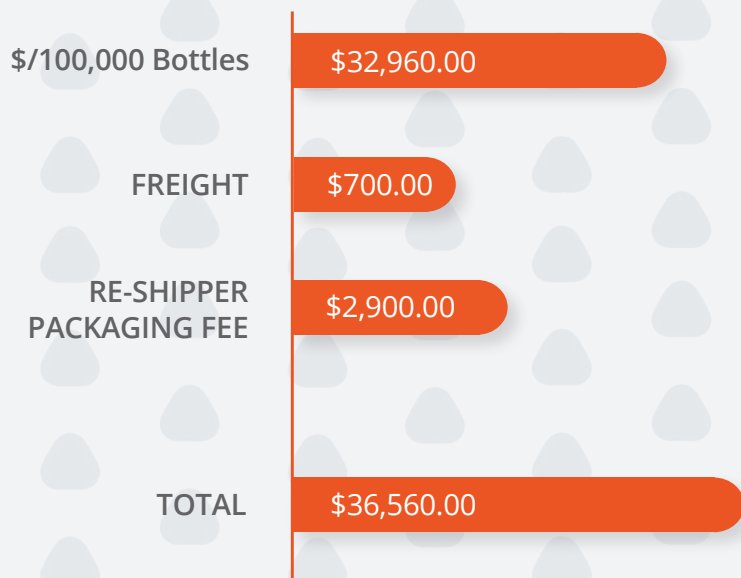 $/100,000 Bottles $32,960.00
FREIGHT $700.00
RE-SHIPPER
PACKAGING FEE $2,900.00
TOTAL $36,560.00